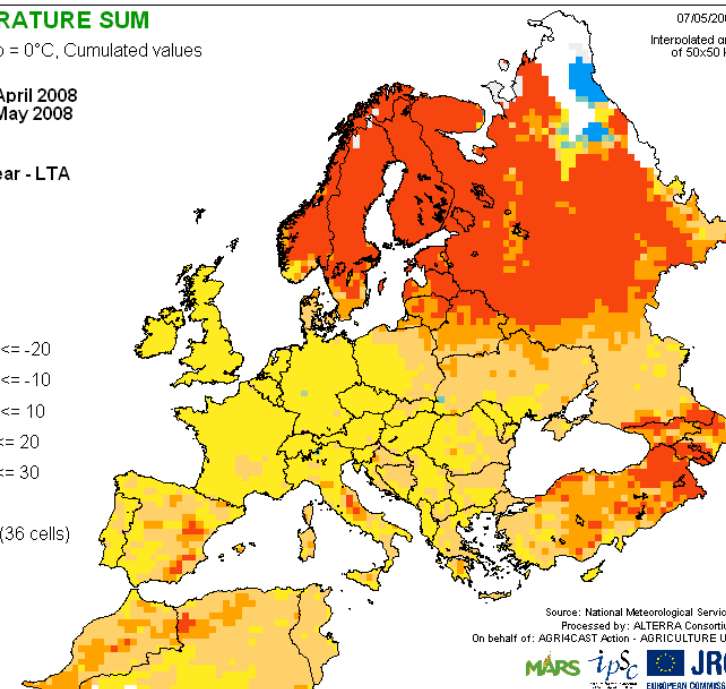 RATURE SUM
= 0°C, Cumulated values
April 2008
May 2008
ear - LTA
<= -20
<= -10
<= 10
<= 20
<= 30
(36 cells)
07/05/200
Interpolated
of 50x50
Source: National Meteorological Servic
Processed by: ALTERRA Consortiu
On behalf of: AGRI4CAST Action - AGRICULTURE U
MARS ipsc JRC
EUROPEAN COMMISS